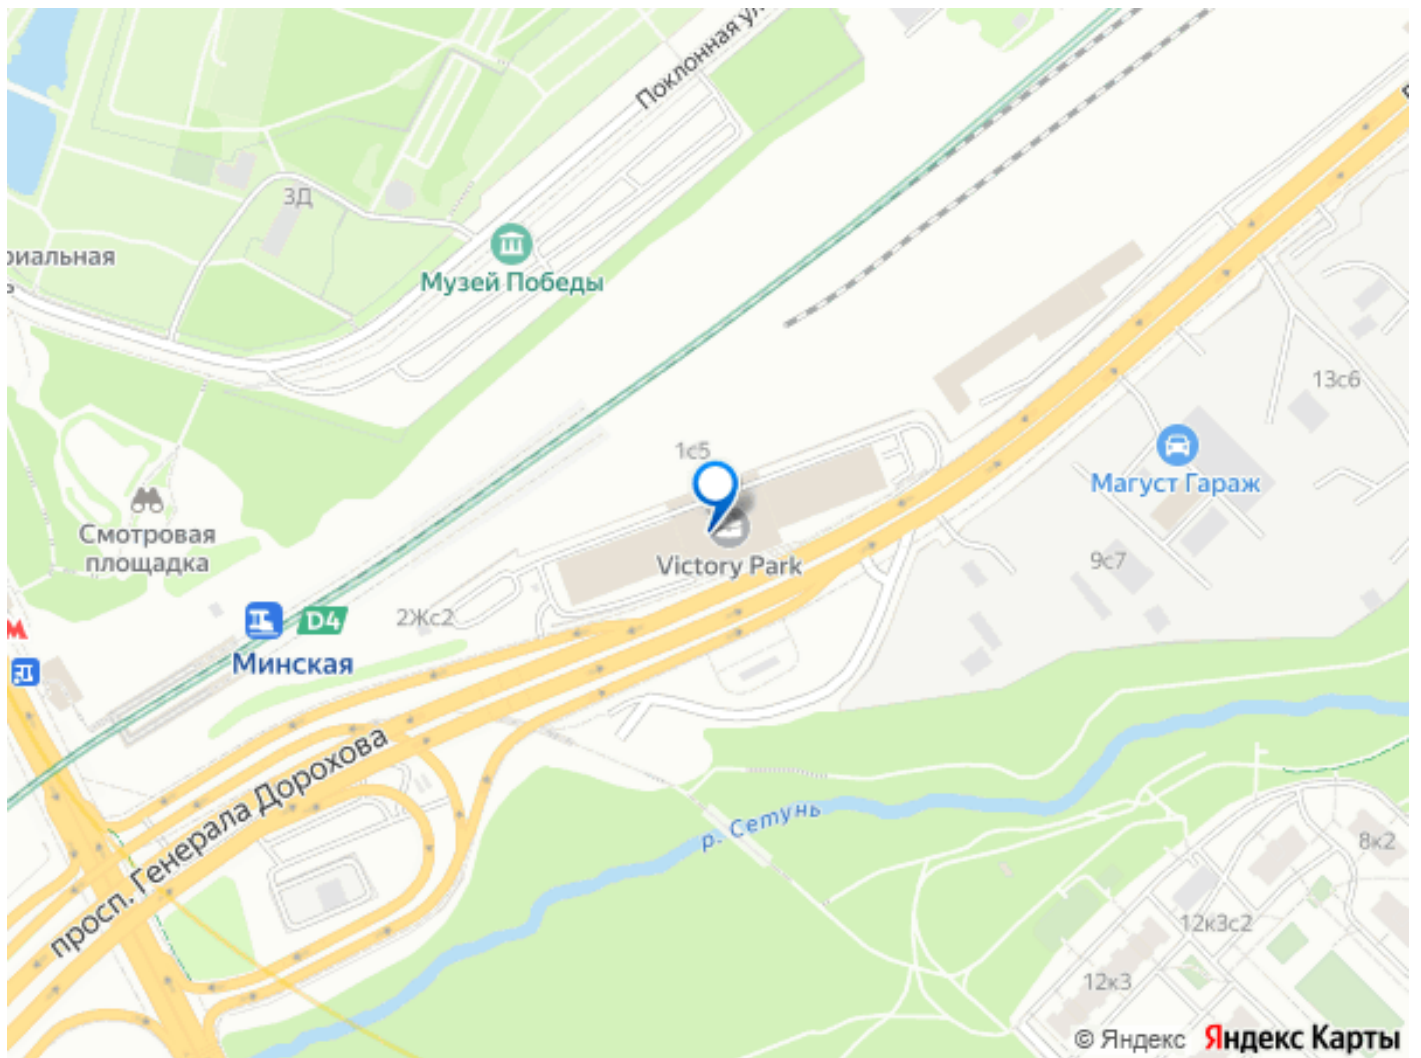 Поклонная ул.
3Д
Музей Победы
риальная
1с5
13с6
Магуст Гараж
Смотровая
площадка
Victory Park
9с7
2Жс2
D4
Минская
просп. Генерала Дорохова
р. Сетунь
8к2
12к3с2
12к3
© Яндекс Яндекс Карты